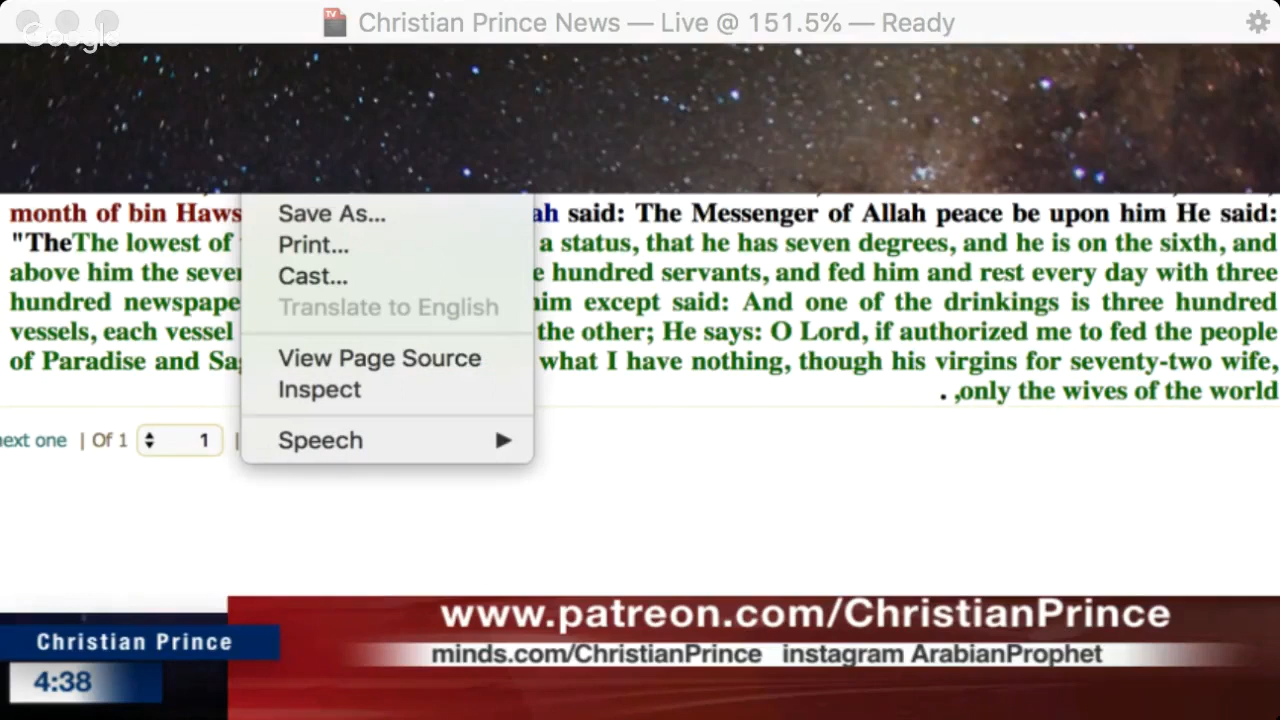 Christian Prince News — Live @ 151.5% — Ready
Google
month of bin Haws
ah said: The Messenger of Allah peace be upon him He said:
"TheThe lowest of
a status, that he has seven degrees, and he is on the sixth, and
above him the seve
e hundred servants, and fed him and rest every day with three
hundred newspape
him except said: And one of the drinkings is three hundred
vessels, each vessel
the other; He says: O Lord, if authorized me to fed the people
of Paradise and Sa
what I have nothing, though his virgins for seventy-two wife,
. ,only the wives of the world
Save As...
Print...
Cast...
Translate to English
View Page Source
Inspect
Speech
next one | Of 1 1 |
www.patreon.com/ChristianPrince
minds.com/ChristianPrince instagram ArabianProphet
Christian Prince
4:38